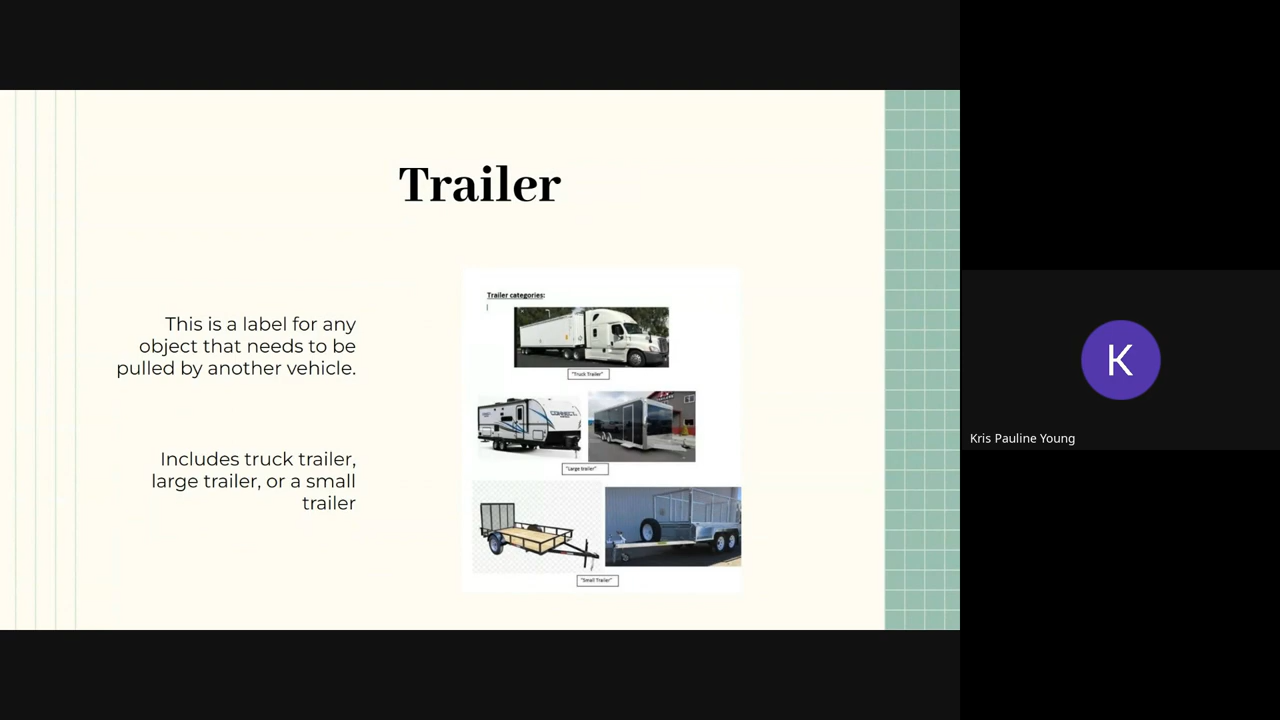 Trailer
This is a label for any
object that needs to be
pulled by another vehicle.
Includes truck trailer,
large trailer, or a small
trailer
Trailer categories:
"Truck Trailer"
"Large trailer"
"Small Trailer"
K
Kris Pauline Young